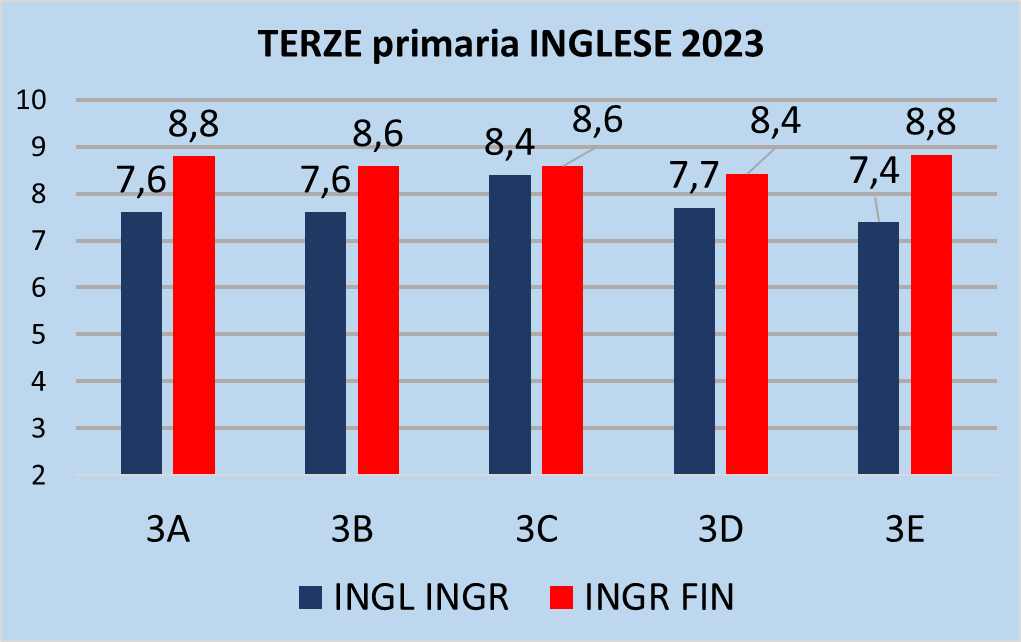 TERZE primaria INGLESE 2023
10
9
8
7
6
5
4
3
2
7,6
8,8
7,6
8,6
8,4
8,6
7,7
8,4
7,4
8,8
3A
3B
3C
3D
3E
INGL INGR
INGR FIN